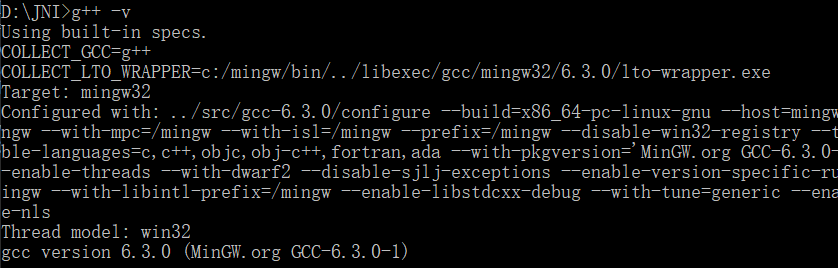 D:\JNI>g++ -v
Using built-in specs.
COLLECT_GCC=g++
COLLECT_LTO_WRAPPER=c:/mingw/bin/../libexec/gcc/mingw32/6.3.0/lto-wrapper.exe
Target: mingw32
Configured with: ../src/gcc-6.3.0/configure --build=x86_64-pc-linux-gnu --host=mingw
ngw --with-mpc=/mingw --with-isl=/mingw --prefix=/mingw --disable-win32-registry --t
ble-languages=c,c++,objc,obj-c++,fortran,ada --with-pkgversion='MinGW.org GCC-6.3.0-
-enable-threads --with-dwarf2 --disable-sjlj-exceptions --enable-version-specific-ru
ingw --with-libintl-prefix=/mingw --enable-libstdcxx-debug --with-tune=generic --ena
e-nls
Thread model: win32
gcc version 6.3.0 (MinGW.org GCC-6.3.0-1)